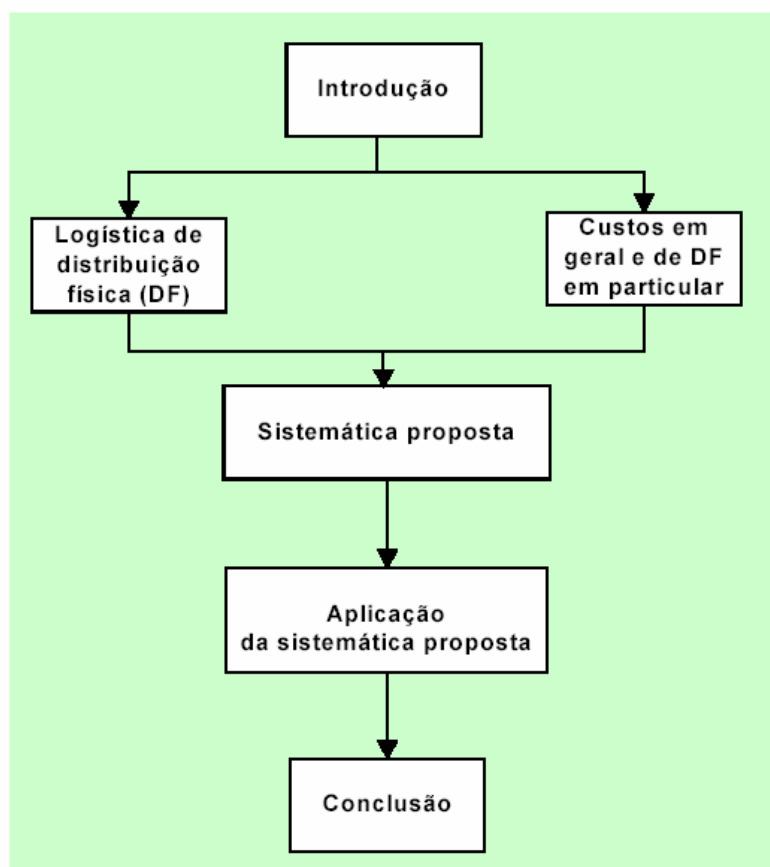 Introdução
Logística de
distribuição
física (DF)
Custos em
geral e de DF
em particular
Sistemática proposta
Aplicação
da sistemática proposta
Conclusão